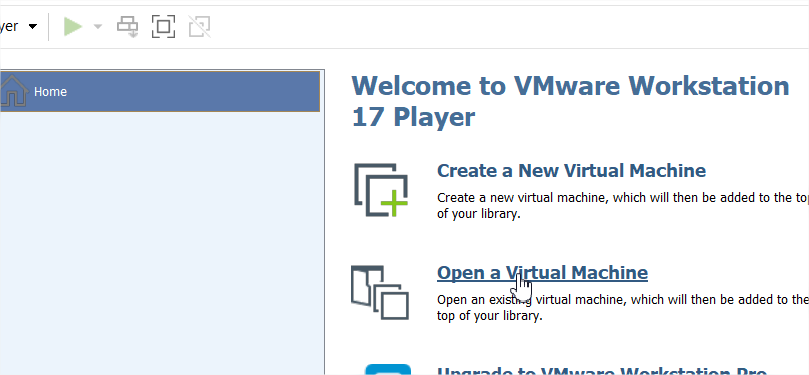 yer
Home
Welcome to VMware Workstation
17 Player
Create a New Virtual Machine
Create a new virtual machine, which will then be added to the top
of your library.
Open a Virtual Machine
Open an existing virtual machine, which will then be added to the
top of your library.
Upgrade to VMware Workstation Pro